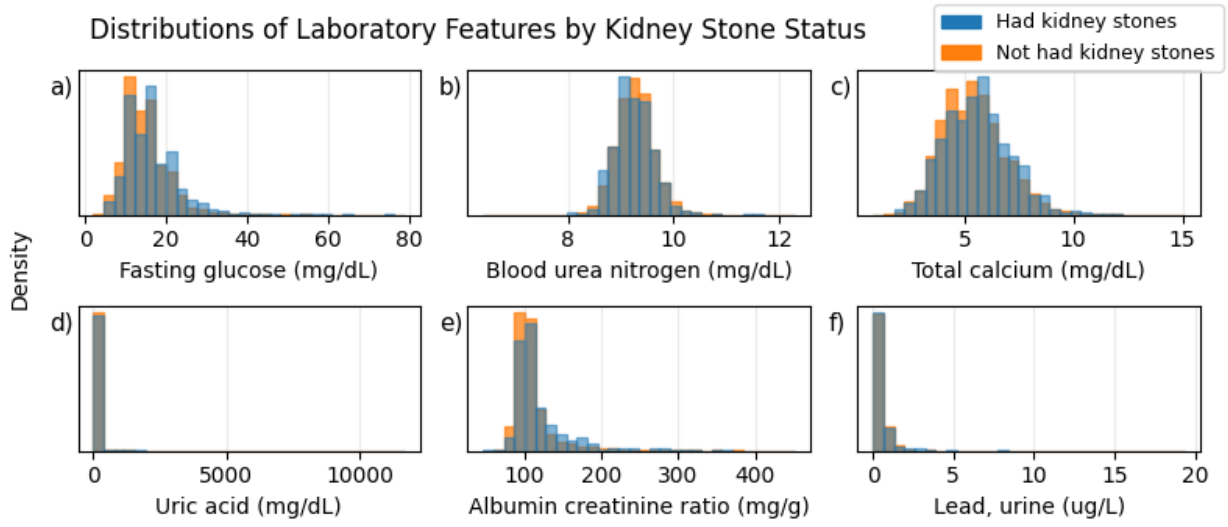 Distributions of Laboratory Features by Kidney Stone Status
Had kidney stones
Not had kidney stones
a)
b)
c)
0 20 40 60 80
8 10 12
5 10 15
Fasting glucose (mg/dL)
Blood urea nitrogen (mg/dL)
Total calcium (mg/dL)
Density
d)
e)
f)
0 5000 10000
100 200 300 400
0 5 10 15 20
Uric acid (mg/dL)
Albumin creatinine ratio (mg/g)
Lead, urine (ug/L)